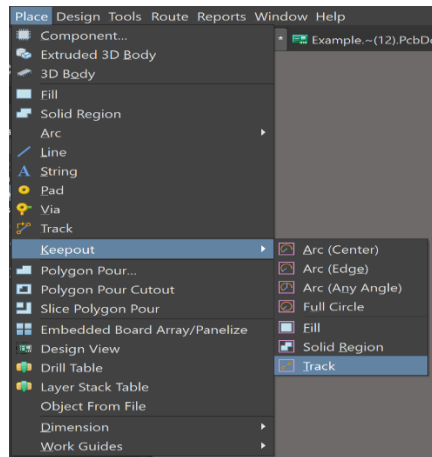 Place Design Tools Route Reports Window Help
Component...
* Example.~(12).PcbD
Extruded 3D Body
3D Body
Fill
Solid Region
Arc
Line
String
Pad
Via
Track
Keepout
Arc (Center)
Arc (Edge)
Arc (Any Angle)
Full Circle
Fill
Solid Region
Track
Polygon Pour...
Polygon Pour Cutout
Slice Polygon Pour
Embedded Board Array/Panelize
Design View
Drill Table
Layer Stack Table
Object From File
Dimension
Work Guides